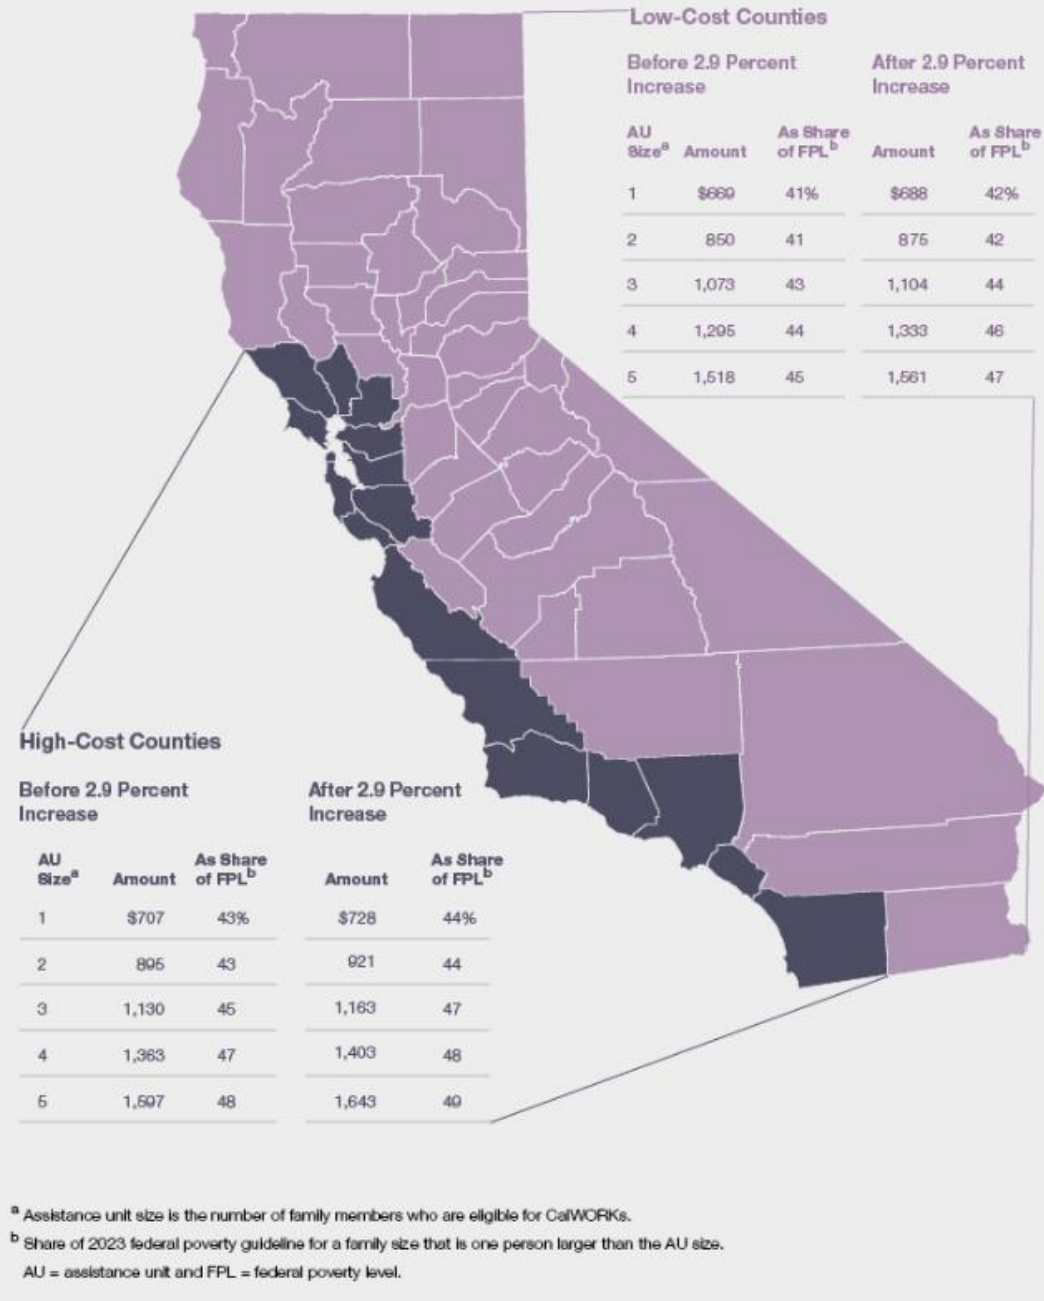 Low-Cost Counties
Before 2.9 Percent Increase
After 2.9 Percent Increase
AU Sizeᵃ Amount As Share of FPLᵇ Amount As Share of FPLᵇ
1 $669 41% $688 42%
2 850 41 875 42
3 1,073 43 1,104 44
4 1,295 44 1,333 46
5 1,518 45 1,561 47
High-Cost Counties
Before 2.9 Percent Increase
After 2.9 Percent Increase
AU Sizeᵃ Amount As Share of FPLᵇ Amount As Share of FPLᵇ
1 $707 43% $728 44%
2 895 43 921 44
3 1,130 45 1,163 47
4 1,363 47 1,403 48
5 1,597 48 1,643 49
ᵃ Assistance unit size is the number of family members who are eligible for CalWORKs.
ᵇ Share of 2023 federal poverty guideline for a family size that is one person larger than the AU size.
AU = assistance unit and FPL = federal poverty level.